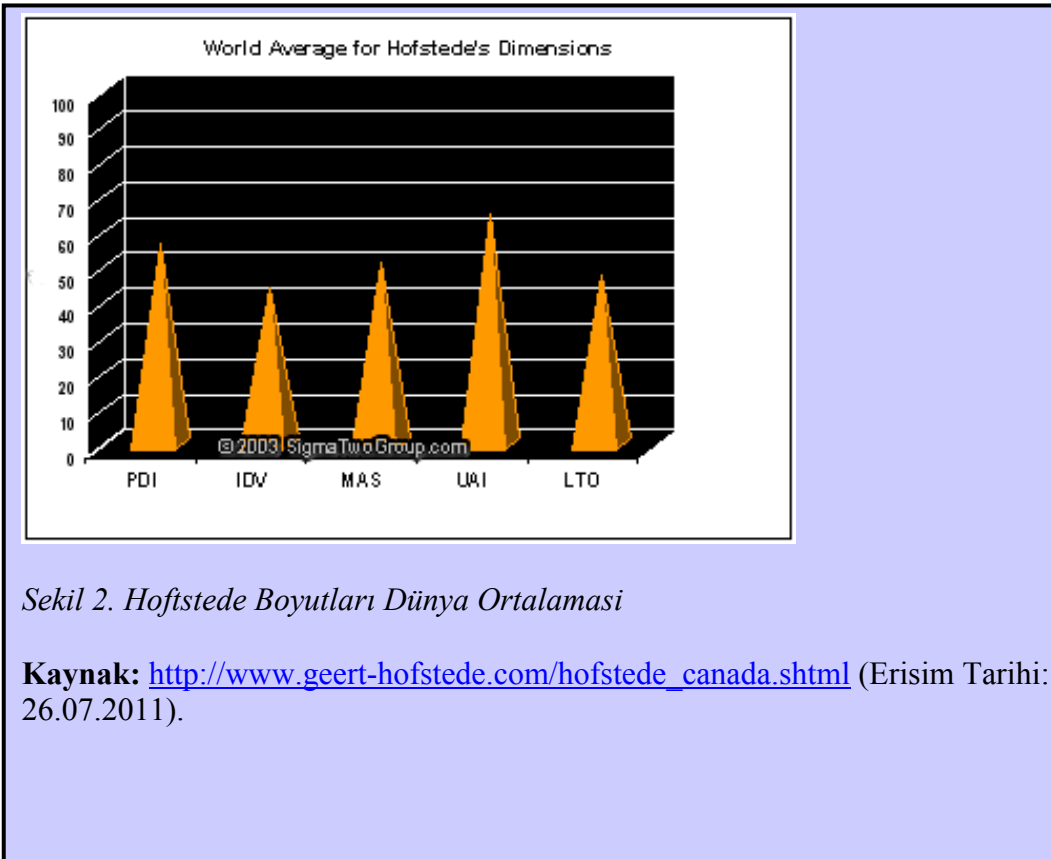 World Average for Hofstede's Dimensions
100
90
80
70
60
50
40
30
20
10
0
©2003 SigmaTwoGroup.com
PDI IDV MAS UAI LTO
Sekil 2. Hoftstede Boyutları Dünya Ortalamasi
Kaynak: http://www.geert-hofstede.com/hofstede_canada.shtml (Erisim Tarihi:
26.07.2011).